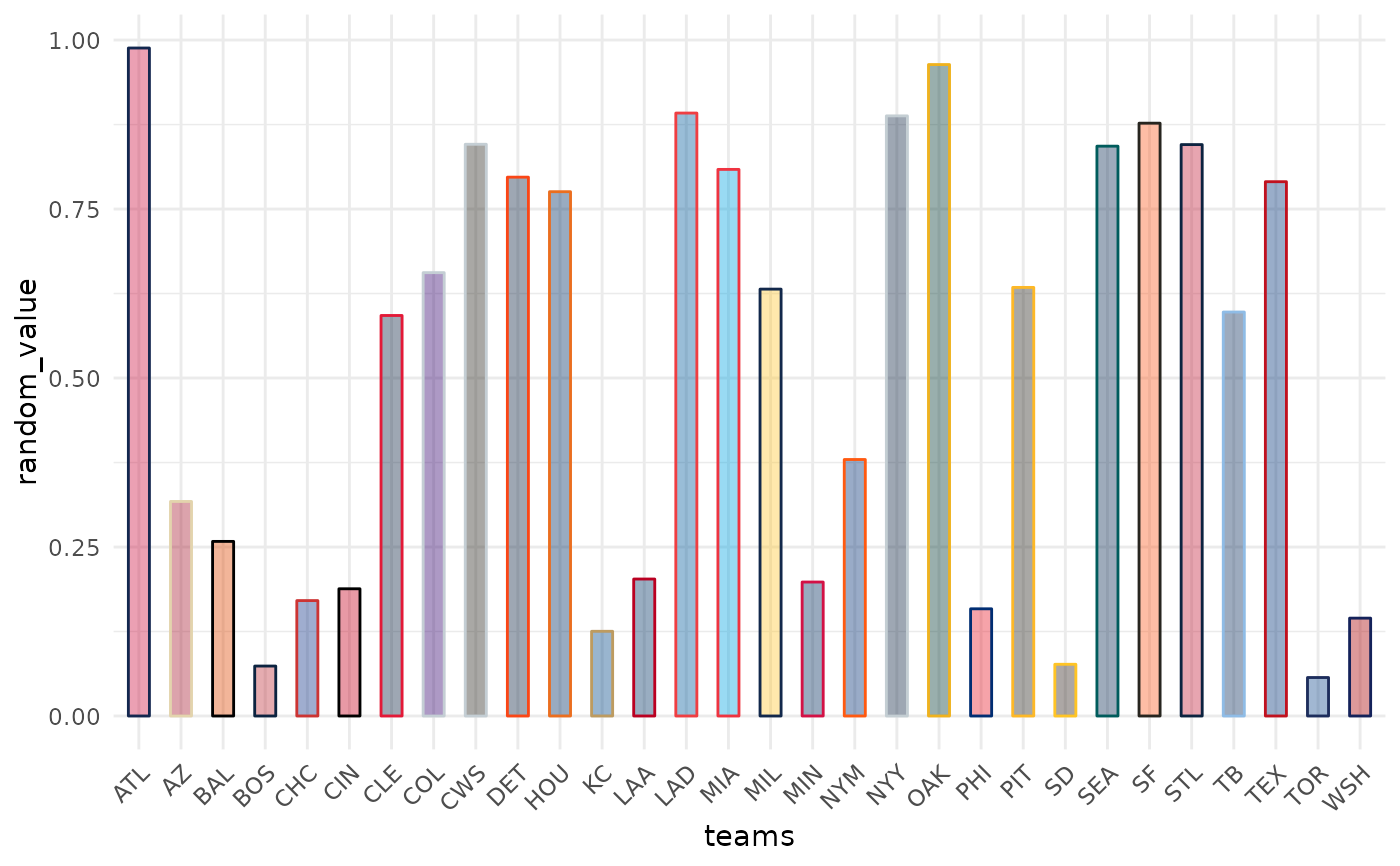 1.00
0.75
0.50
0.25
0.00
random_value
ATL
AZ
BAL
BOS
CHC
CIN
CLE
COL
CWS
DET
HOU
KC
LAA
LAD
MIA
MIL
MIN
NYM
NYY
OAK
PHI
PIT
SD
SEA
SF
STL
TB
TEX
TOR
WSH
teams